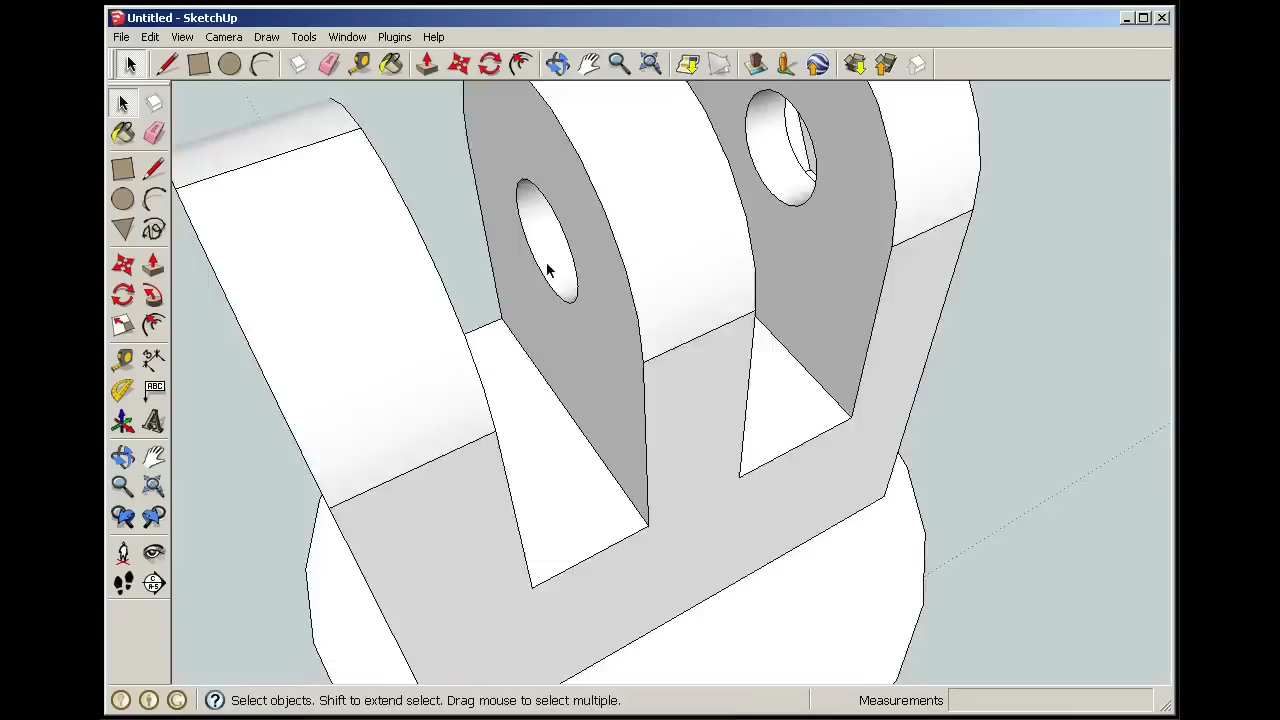 Untitled - SketchUp
File Edit View Camera Draw Tools Window Plugins Help
ABC
Select objects. Shift to extend select. Drag mouse to select multiple.
Measurements